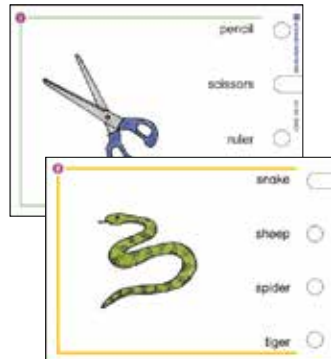 pencil
scissors
ruler
snake
sheep
spider
tiger